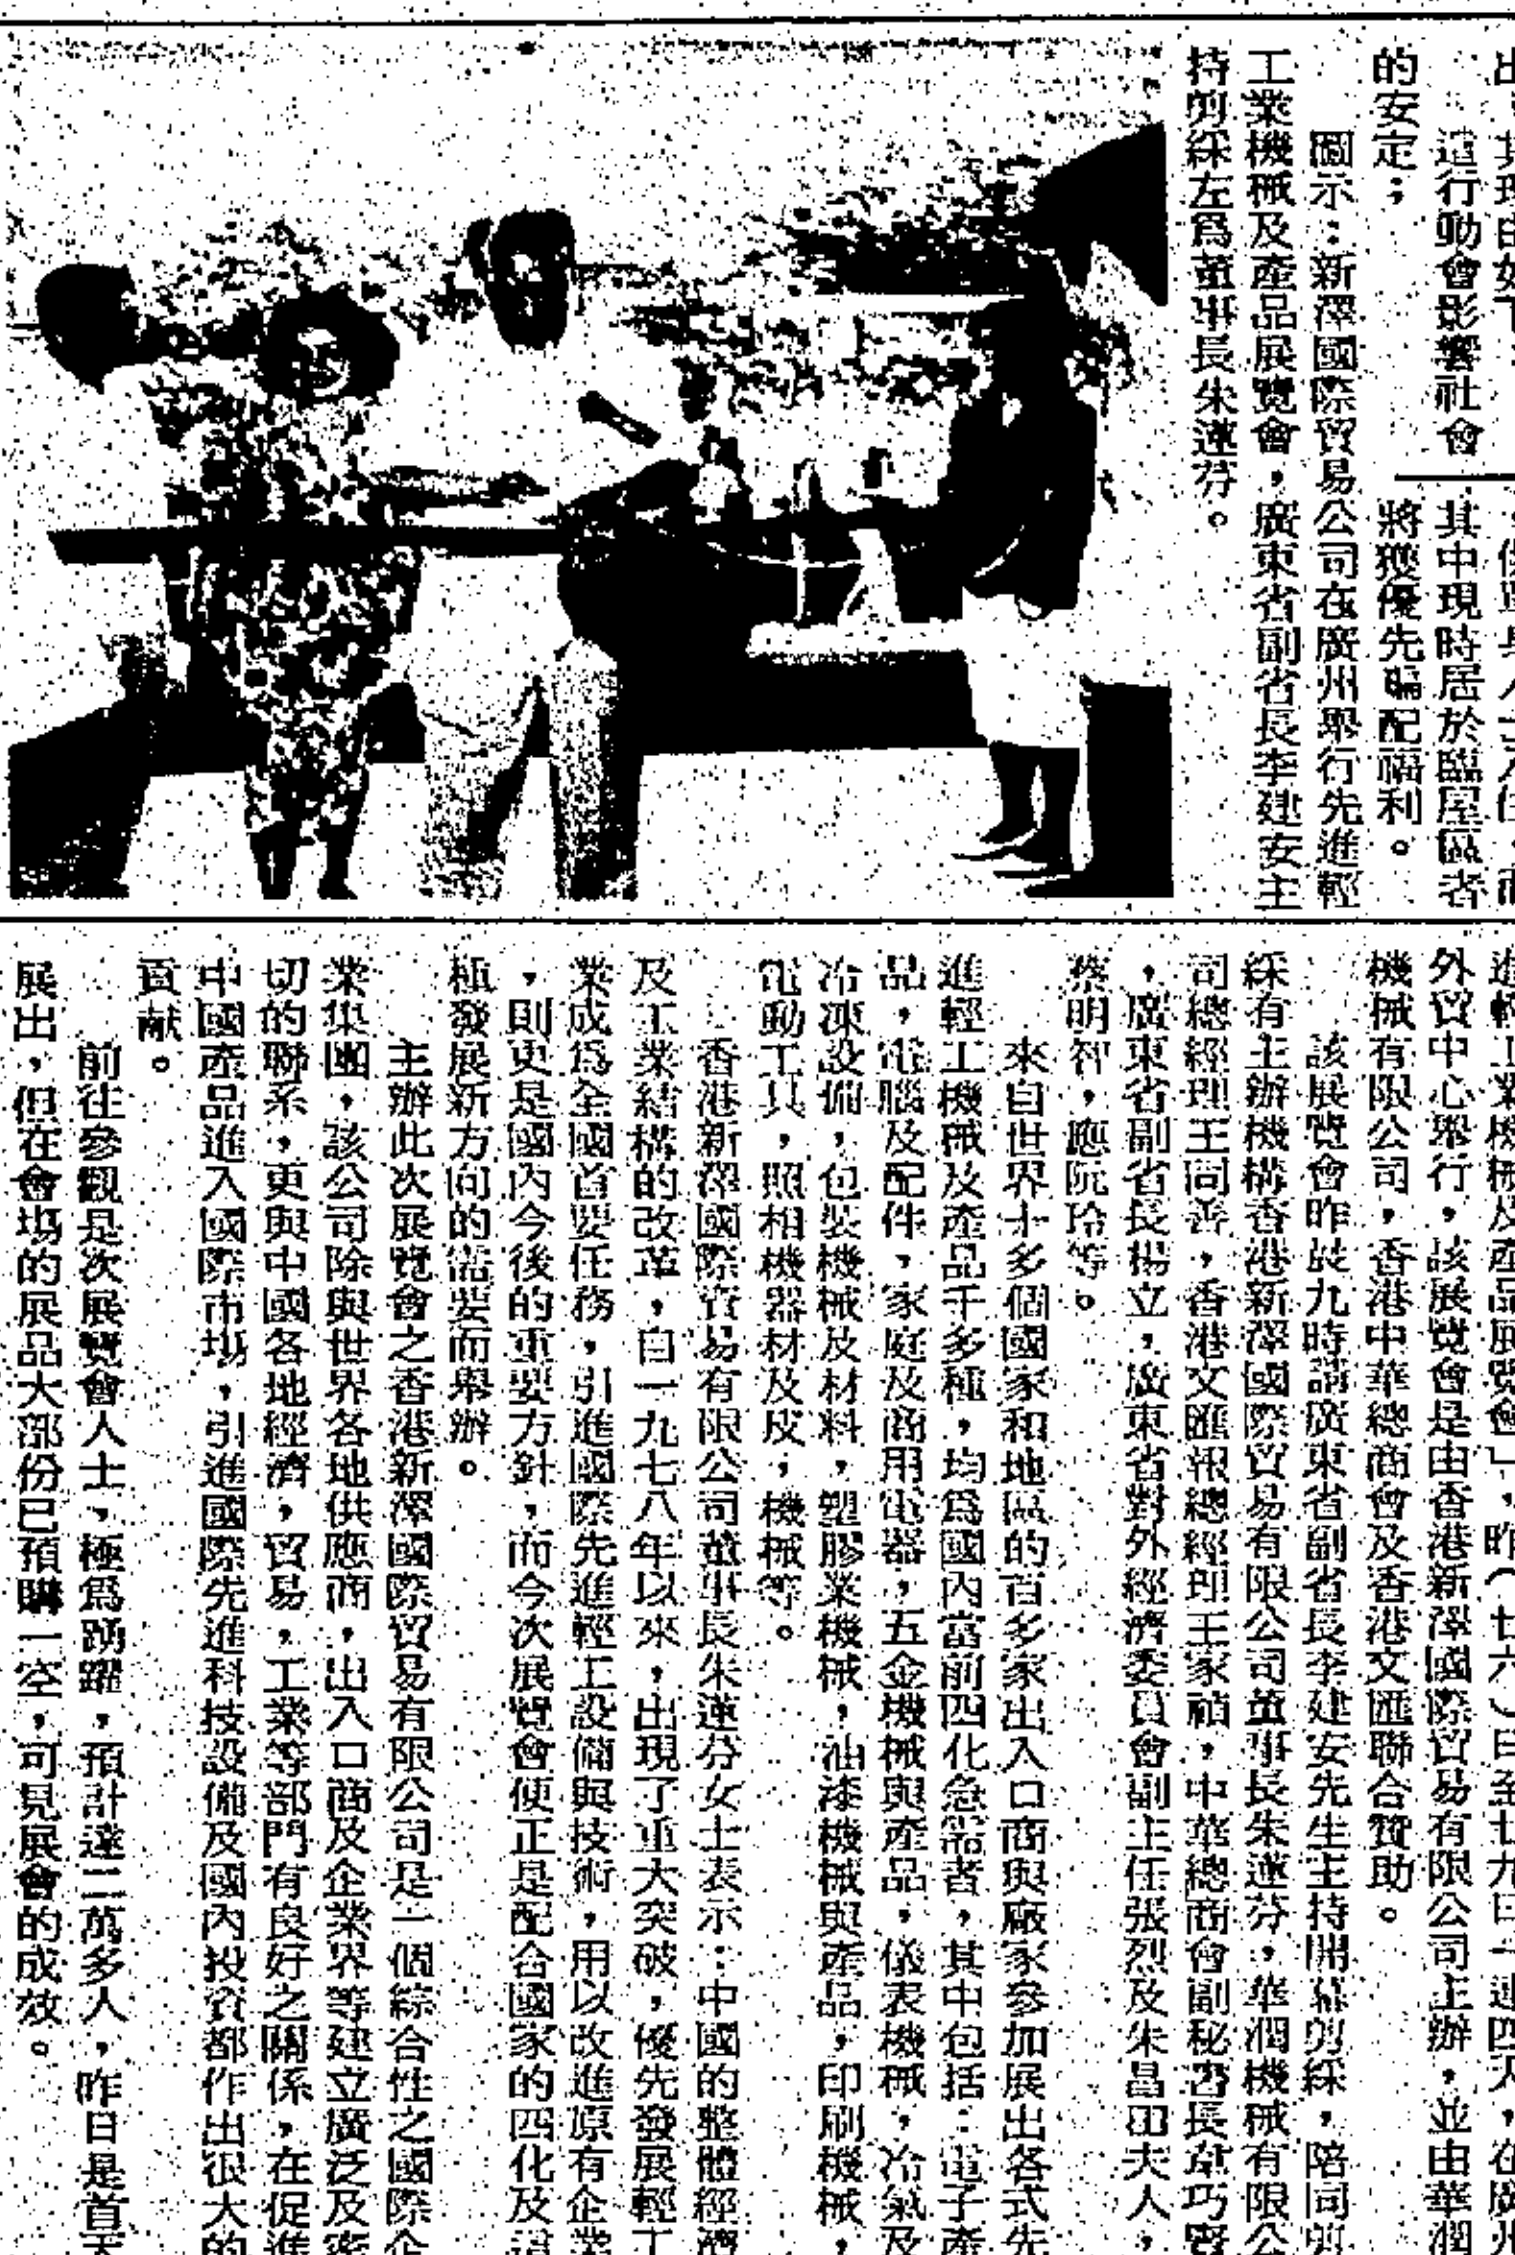 這行動會影響社會
的安定；
其中現時居於臨屋區者
將獲優先編配福利。
圖示：新澤國際貿易公司在廣州舉行先進輕
工業機械及產品展覽會，廣東省副省長李建安主
持剪綵左爲董事長朱蓮芬。
外貿中心舉行，該展覽會是由香港新澤國際貿易有限公司主辦，並由華潤
機械有限公司，香港中華總商會及香港文匯聯合贊助。
該展覽會昨晨九時請廣東省副省長李建安先生主持開幕剪綵，陪同剪
綵有主辦機構香港新澤國際貿易有限公司董事長朱蓮芬，華潤機械有限公
司總經理王同善，香港文匯報總經理王家禎，中華總商會副秘書長
，廣東省副省長揚立，廣東省對外經濟委員會副主任張烈及朱昌田夫人，
蔡明智，應阮玲等。
來自世界十多個國家和地區的百多家出入口商與廠家參加展出各式先
進輕工機械及產品千多種，均爲國內當前四化急需者，其中包括：電子產
品，電腦及配件，家庭及商用電器，五金機械與產品，儀表機械，冷氣及
冷凍設備，包裝機械及材料，塑膠業機械，油漆機械與產品，印刷機械，
電動工具，照相機器材及皮，機械等。
香港新澤國際貿易有限公司董事長朱蓮芬女士表示：中國的整體經濟
及工業結構的改革，自一九七八年以來，出現了重大突破，優先發展輕工
業成爲全國首要任務，引進國際先進輕工設備與技術，用以改進原有企業
，則更是國內今後的重要方針，而今次展覽會便正是配合國家的四化及這
極發展新方向的需要而舉辦。
主辦此次展覽會之香港新澤國際貿易有限公司是一個綜合性之國際企
業集團，該公司除與世界各地供應商，出入口商及企業界等建立廣泛及密
切的聯系，更與中國各地經濟，貿易，工業等部門有良好之關係，在促進
中國產品進入國際市場，引進國際先進科技設備及國內投資都作出很大的
貢献。
前往參觀是次展覽會人士，極爲踴躍，預計達二萬多人，昨日是首天
展出，但在會場的展品大部份已預購一空，可見展會的成效。